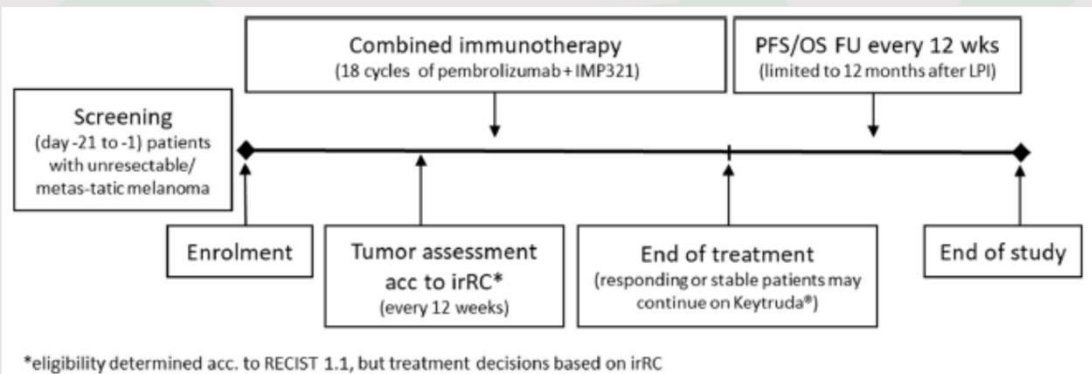 Combined immunotherapy
(18 cycles of pembrolizumab+IMP321)
PFS/OS FU every 12 wks
(limited to 12 months after LPI)
Screening
(day -21 to -1) patients
with unresectable/
metas-tatic melanoma
Enrolment
Tumor assessment
acc to irRC*
(every 12 weeks)
End of treatment
(responding or stable patients may
continue on Keytruda®)
End of study
*eligibility determined acc. to RECIST 1.1, but treatment decisions based on irRC